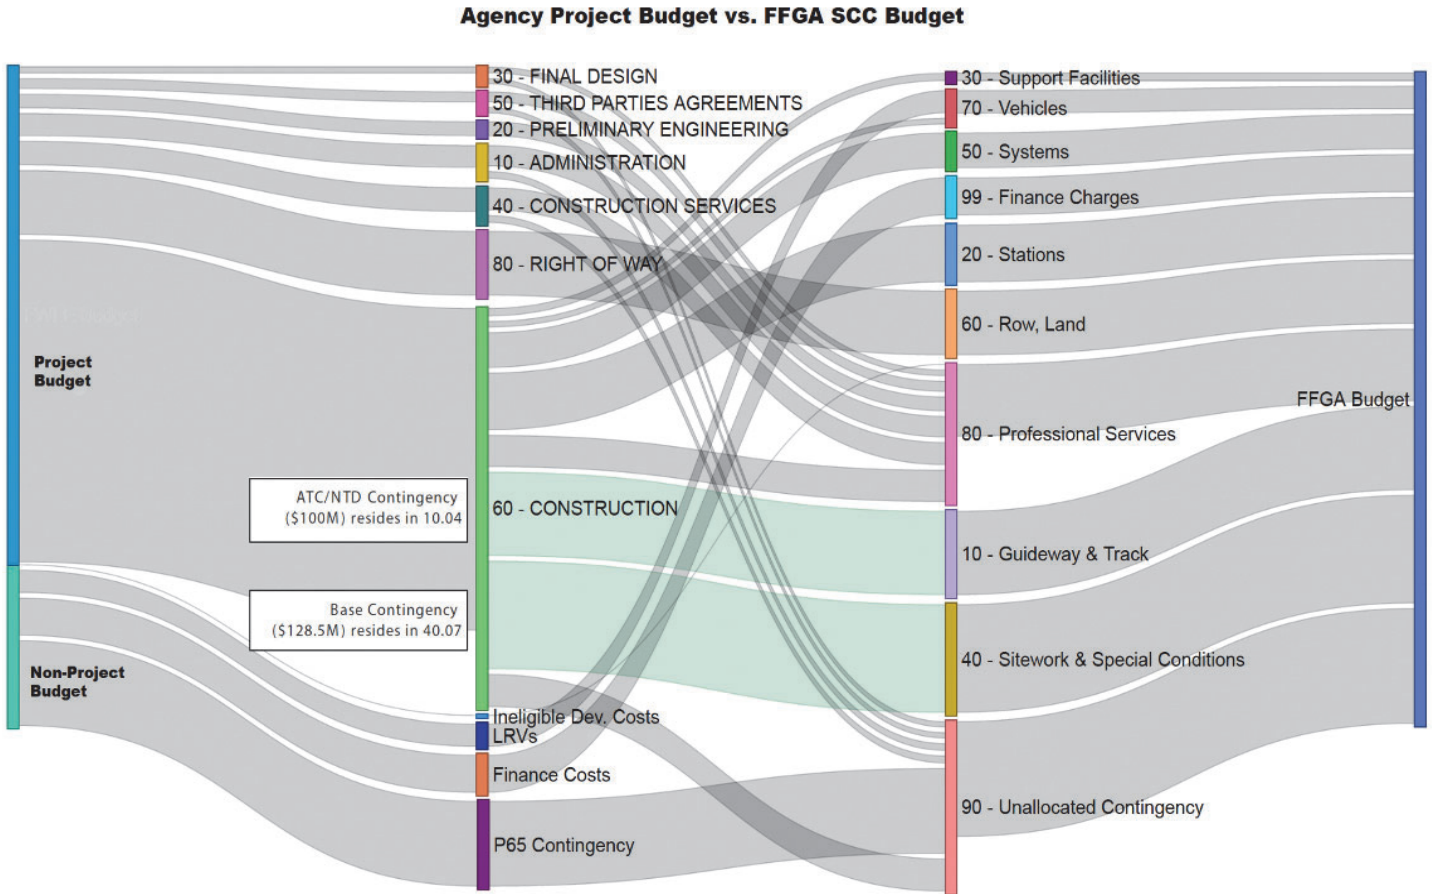 Agency Project Budget vs. FFGA SCC Budget
30 - FINAL DESIGN
50 - THIRD PARTIES AGREEMENTS
20 - PRELIMINARY ENGINEERING
10 - ADMINISTRATION
40 - CONSTRUCTION SERVICES
80 - RIGHT OF WAY
Project
Budget
ATC/NTD Contingency
($100M) resides in 10.04
60 - CONSTRUCTION
Base Contingency
($128.5M) resides in 40.07
Non-Project
Budget
Ineligible Dev. Costs
LRVs
Finance Costs
P65 Contingency
30 - Support Facilities
70 - Vehicles
50 - Systems
99 - Finance Charges
20 - Stations
60 - Row, Land
80 - Professional Services
10 - Guideway & Track
40 - Sitework & Special Conditions
90 - Unallocated Contingency
FFGA Budget